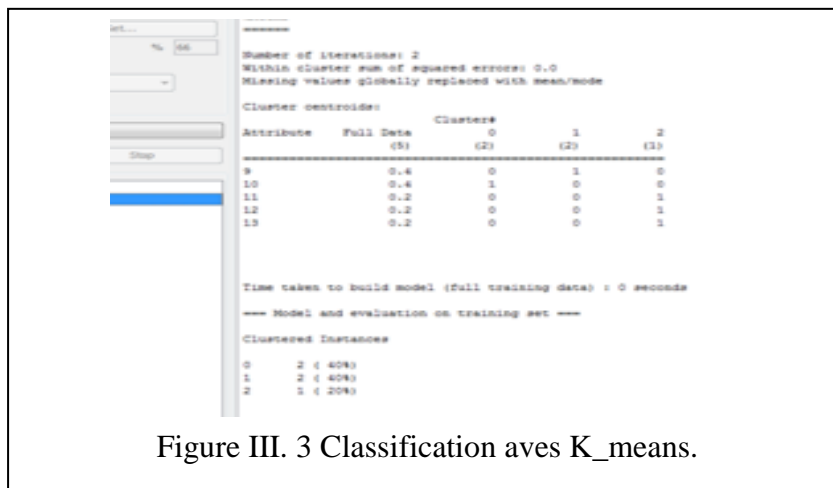 % 66
Stop
Number of iterations: 2
Within cluster sum of squared errors: 0.0
Missing values globally replaced with mean/mode
Cluster centroids:
Cluster#
Attribute Full Data 0 1 2
(5) (2) (2) (1)
9 0.4 0 1 0
10 0.4 1 0 0
11 0.2 0 0 1
12 0.2 0 0 1
13 0.2 0 0 1
Time taken to build model (full training data) : 0 seconds
=== Model and evaluation on training set ===
Clustered Instances
0 2 ( 40%)
1 2 ( 40%)
2 1 ( 20%)
Figure III. 3 Classification aves K_means.